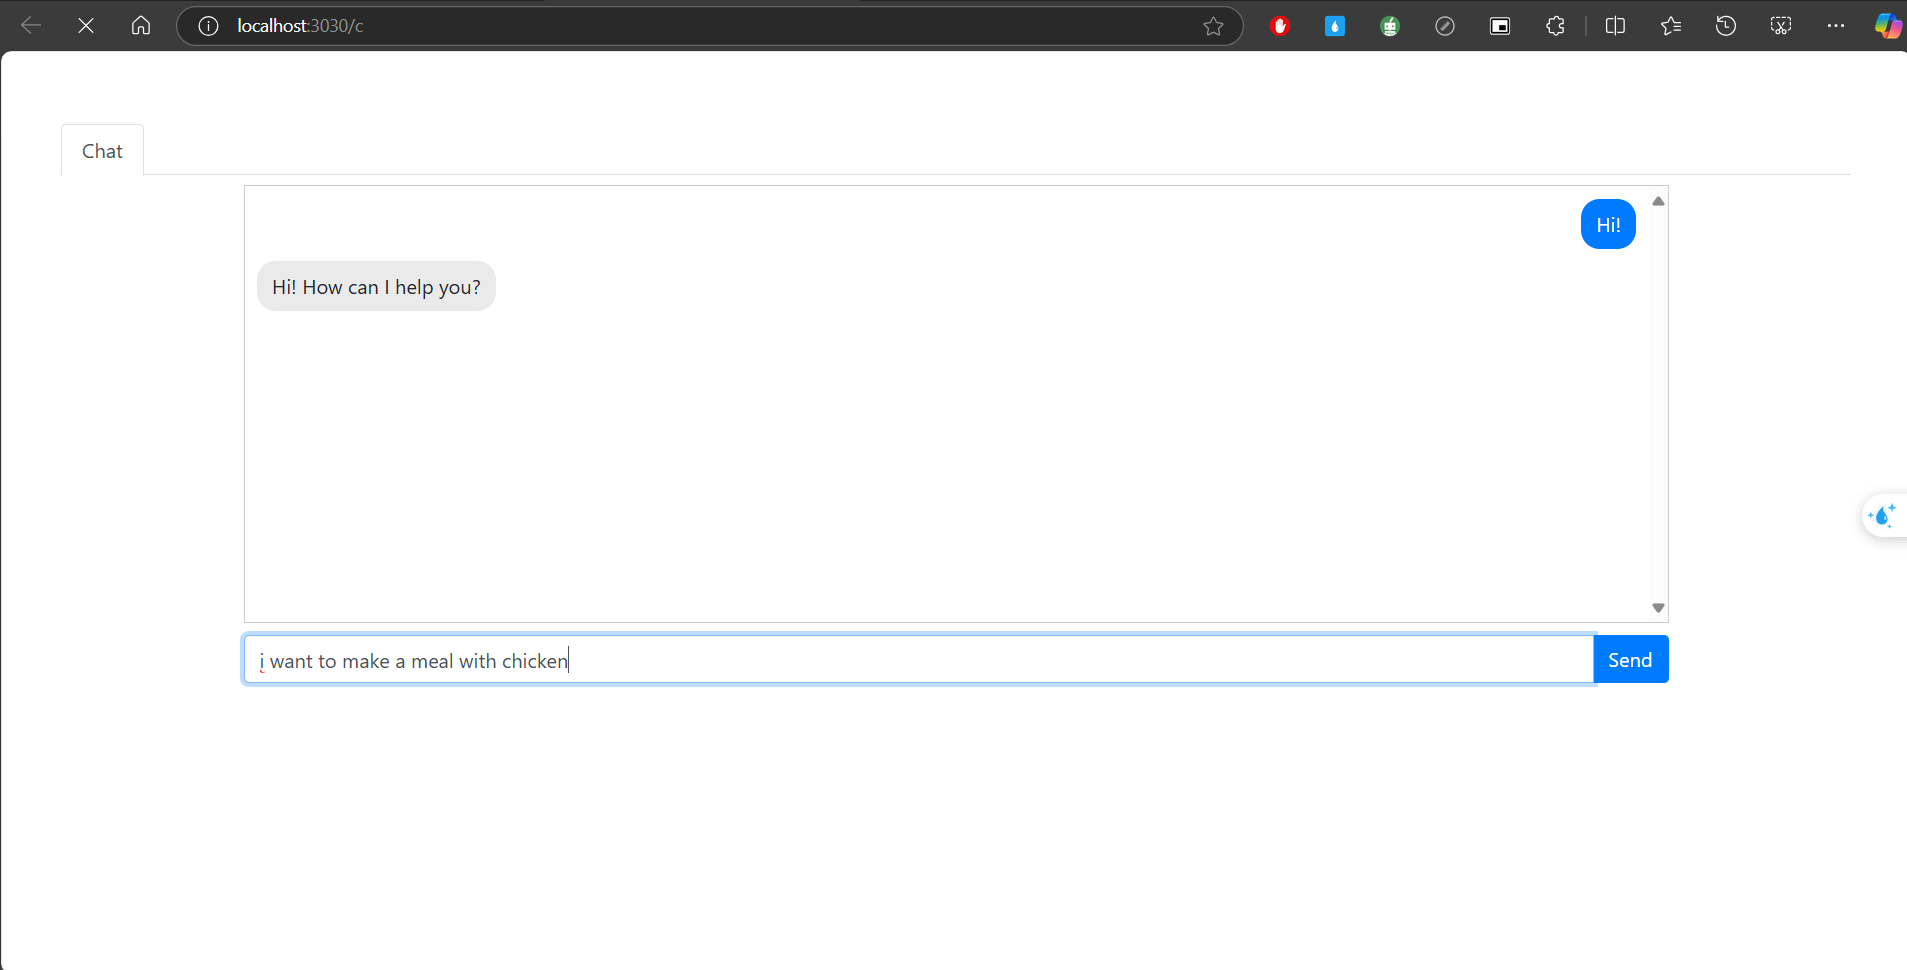 localhost:3030/c
Chat
Hi!
Hi! How can I help you?
i want to make a meal with chicken
Send